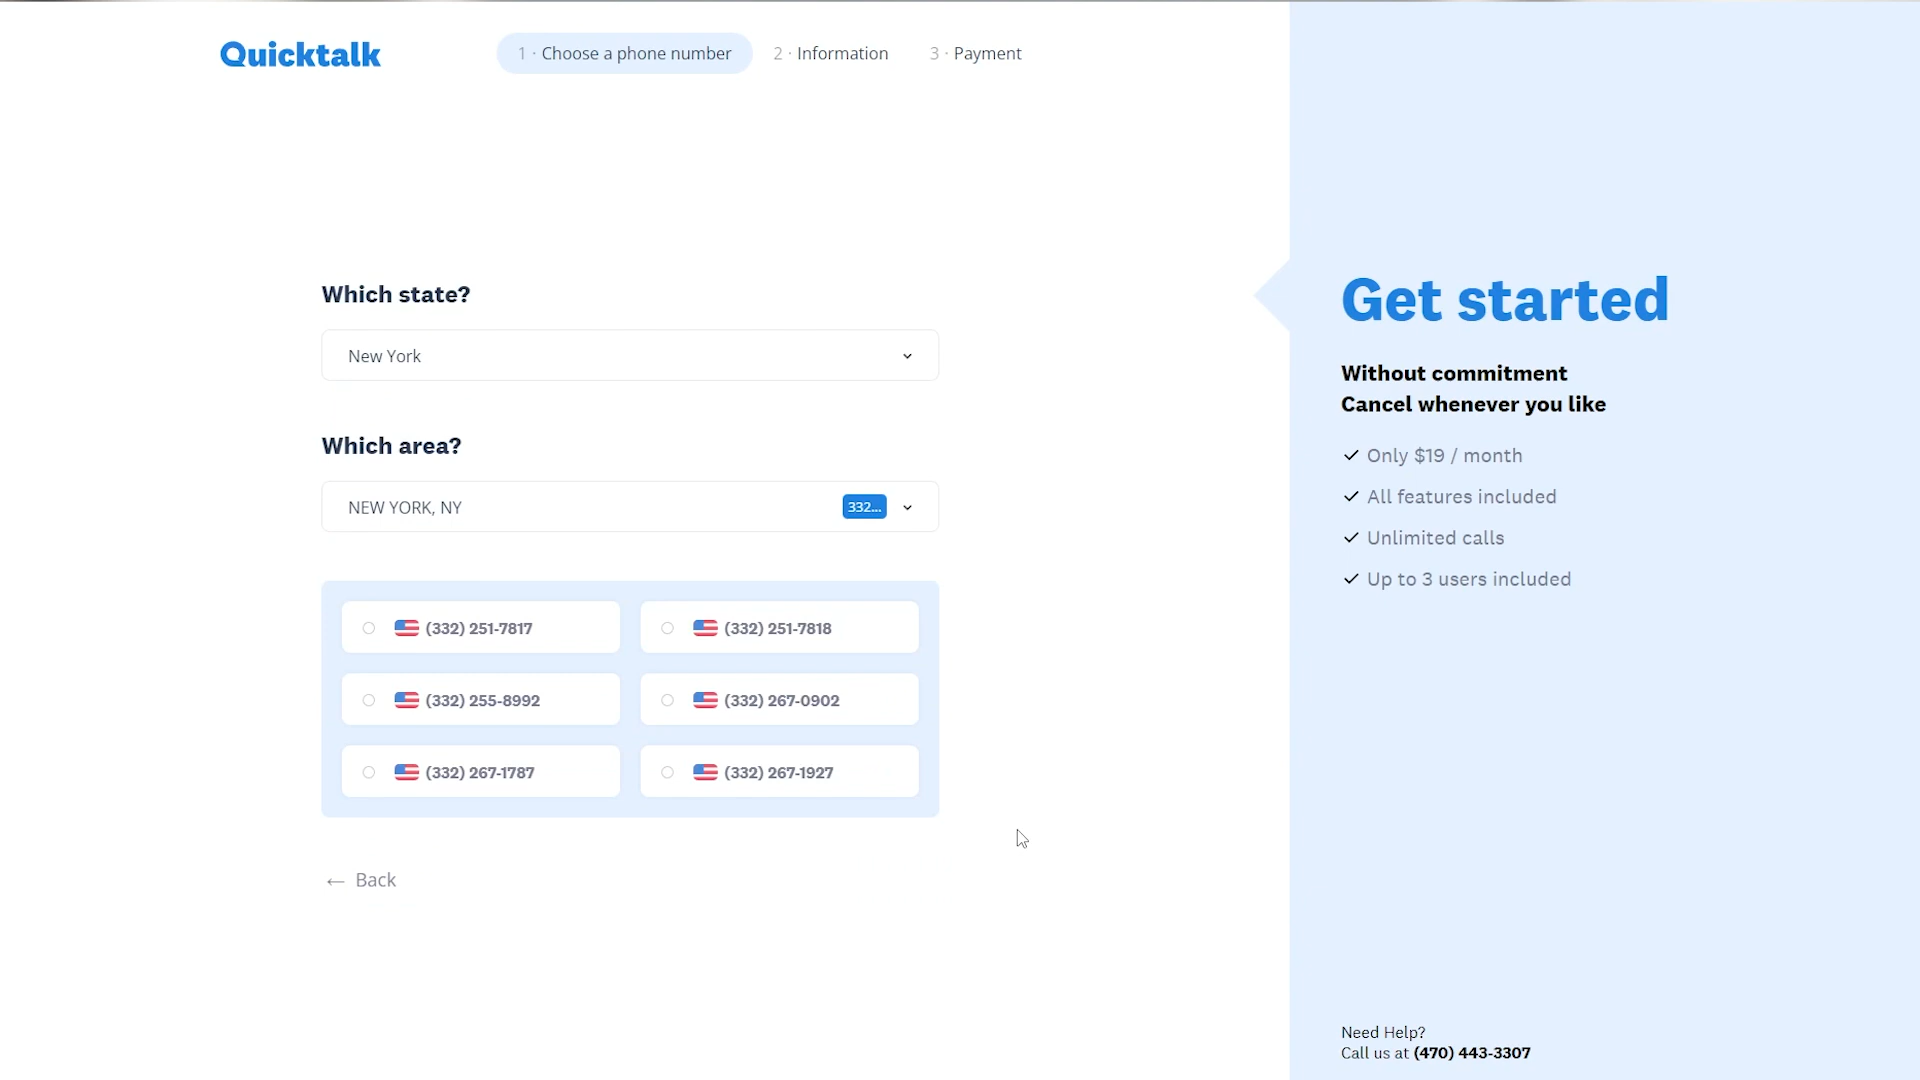 Quicktalk
1 · Choose a phone number
2 · Information
3 · Payment
Which state?
New York
Which area?
NEW YORK, NY
332...
(332) 251-7817
(332) 251-7818
(332) 255-8992
(332) 267-0902
(332) 267-1787
(332) 267-1927
← Back
Get started
Without commitment
Cancel whenever you like
Only $19 / month
All features included
Unlimited calls
Up to 3 users included
Need Help?
Call us at (470) 443-3307